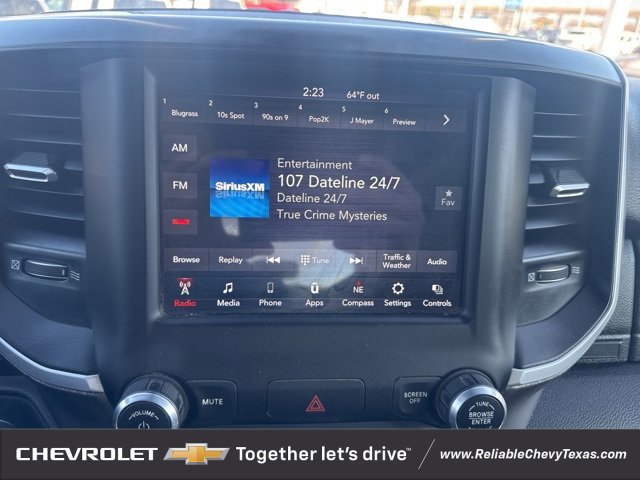 2:23 64°F out
1 Blugrass 2 10s Spot 3 90s on 9 4 Pop2K 5 J Mayer 6 Preview
AM
FM
SiriusXM
Entertainment
107 Dateline 24/7
Dateline 24/7
True Crime Mysteries
Fav
Browse Replay Tune Traffic & Weather Audio
Radio Media Phone Apps NE Compass Settings Controls
VOLUME MUTE SCREEN OFF TUNE BROWSE ENTER
CHEVROLET Together let's drive™ www.ReliableChevyTexas.com